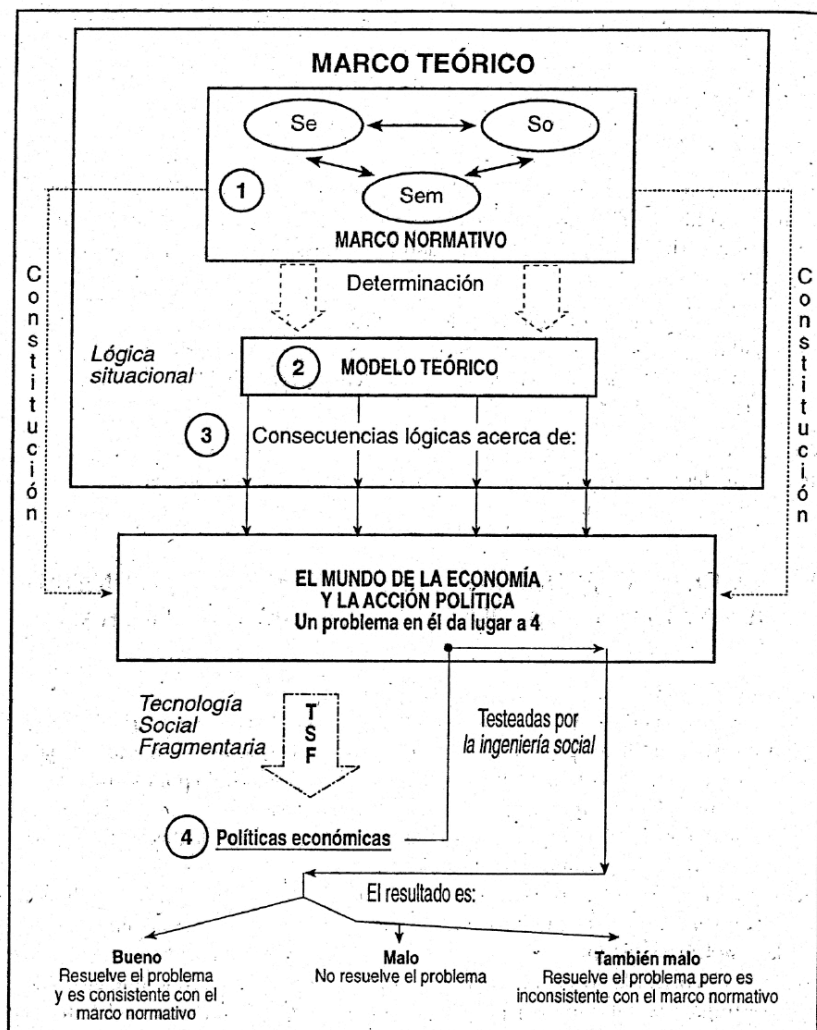 MARCO TEÓRICO
Se
So
Sem
1
MARCO NORMATIVO
Determinación
Constitución
Constitución
Lógica
situacional
2 MODELO TEÓRICO
3 Consecuencias lógicas acerca de:
EL MUNDO DE LA ECONOMÍA
Y LA ACCIÓN POLÍTICA
Un problema en él da lugar a 4
Tecnología
Social
Fragmentaria
TSF
Testeadas por
la ingeniería social
4 Políticas económicas
El resultado es:
Bueno
Resuelve el problema
y es consistente con el
marco normativo
Malo
No resuelve el problema
También malo
Resuelve el problema pero es
inconsistente con el marco normativo